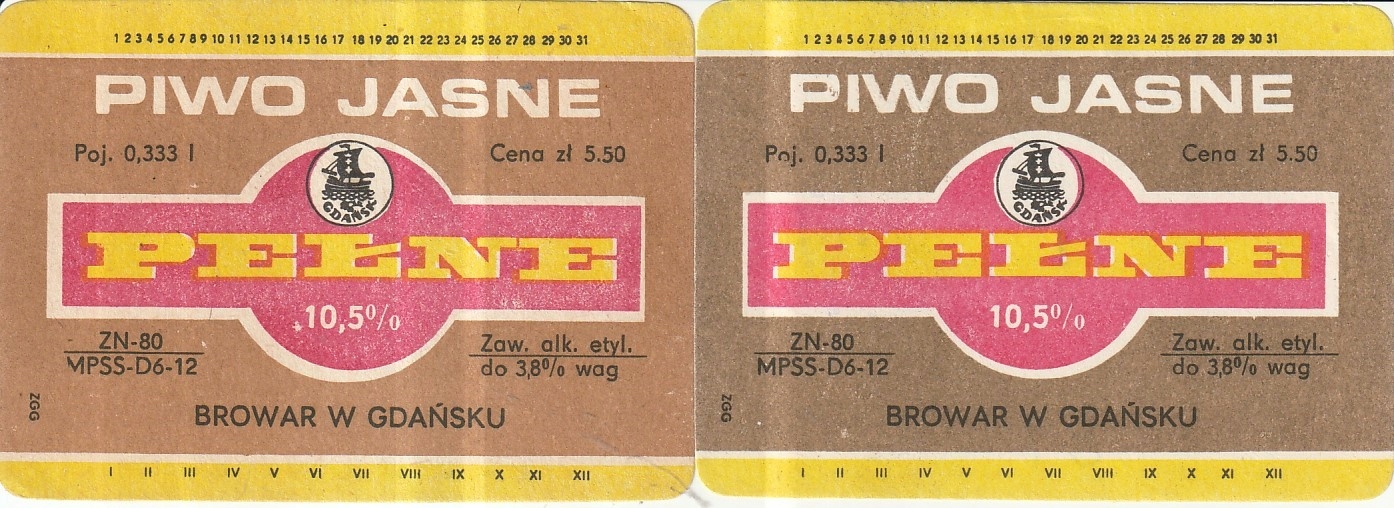 1 2 3 4 5 6 7 8 9 10 11 12 13 14 15 16 17 18 19 20 21 22 23 24 25 26 27 28 29 30 31
PIWO JASNE
Poj. 0,333 l
Cena zł 5.50
GDAŃSK
PEŁNE
10,5%
ZN-80
MPSS-D6-12
Zaw. alk. etyl.
do 3,8% wag
ZGG
BROWAR W GDAŃSKU
I II III IV V VI VII VIII IX X XI XII
1 2 3 4 5 6 7 8 9 10 11 12 13 14 15 16 17 18 19 20 21 22 23 24 25 26 27 28 29 30 31
PIWO JASNE
Poj. 0,333 l
Cena zł 5.50
GDAŃSK
PEŁNE
10,5%
ZN-80
MPSS-D6-12
Zaw. alk. etyl.
do 3,8% wag
ZGG
BROWAR W GDAŃSKU
I II III IV V VI VII VIII IX X XI XII